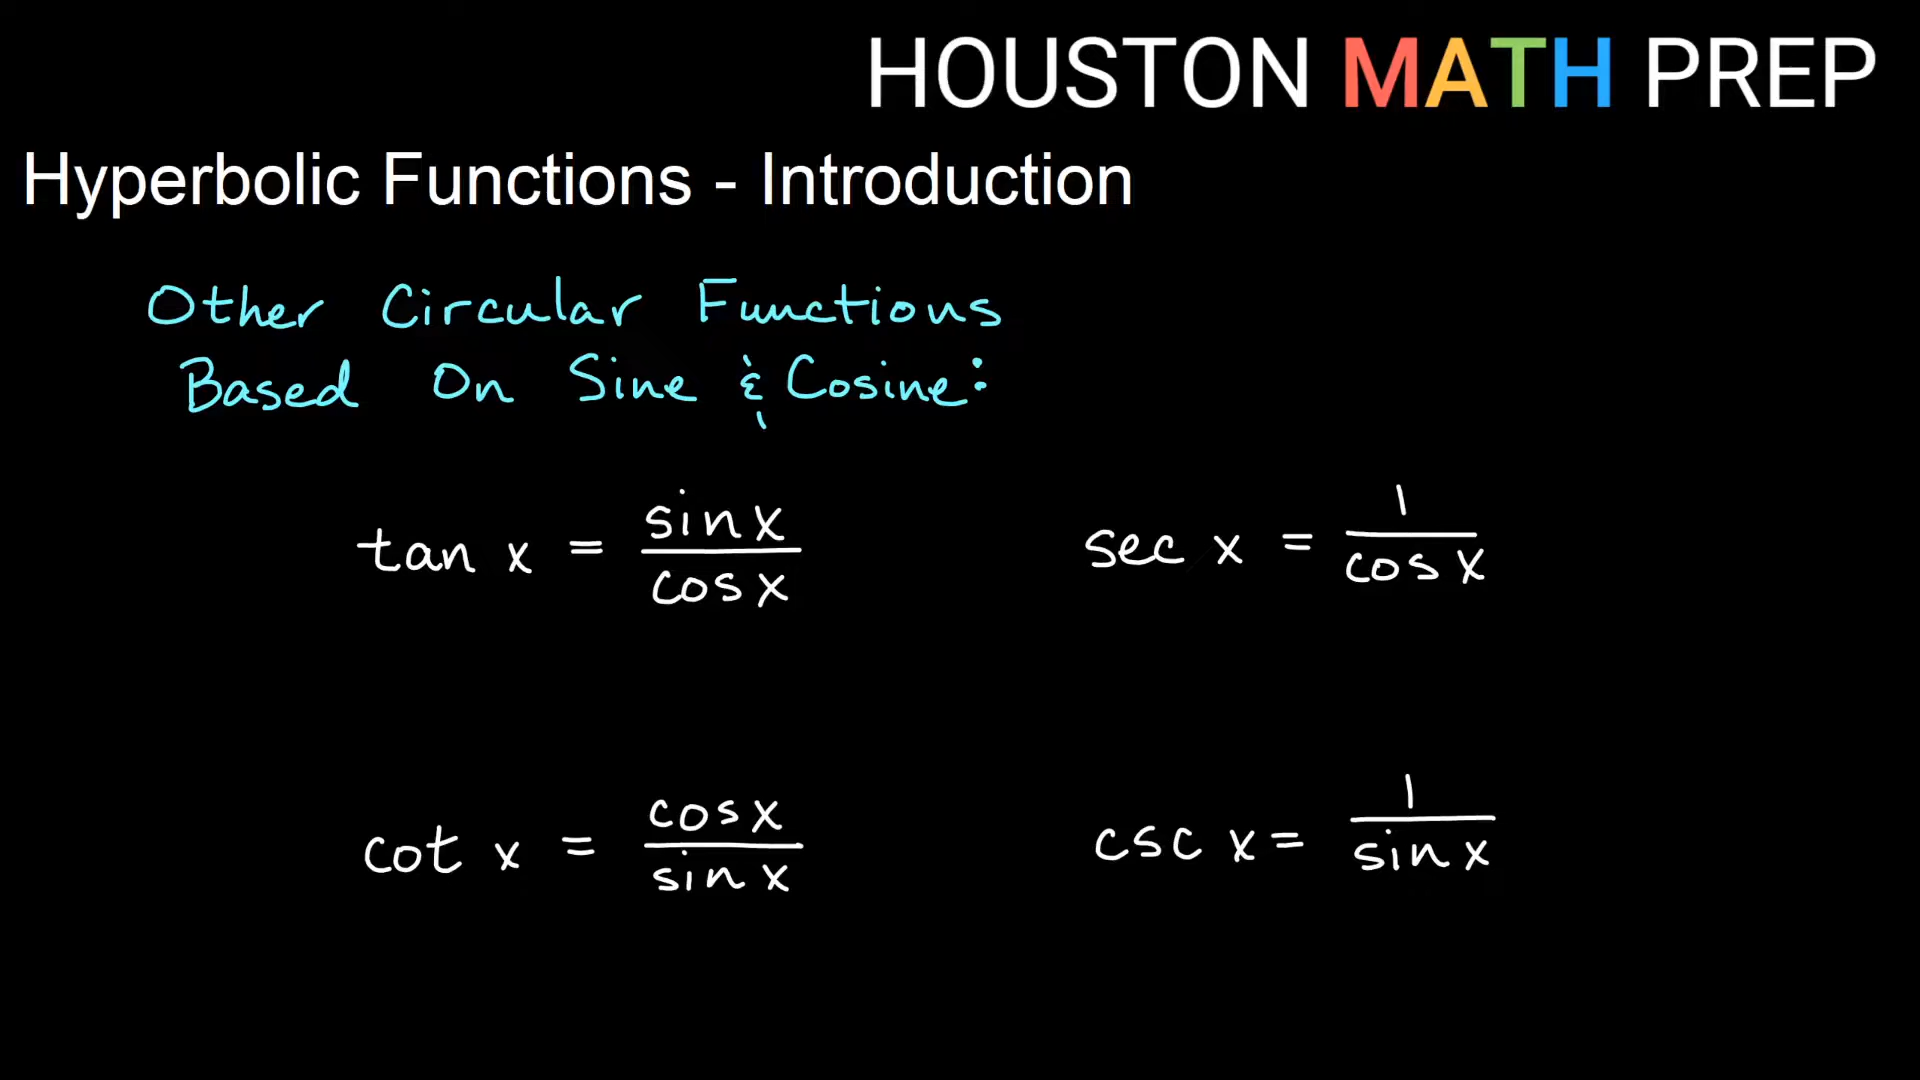 HOUSTON MATH PREP
Hyperbolic Functions - Introduction
Other Circular Functions
Based On Sine & Cosine:
tan x = sin x / cos x
sec x = 1 / cos x
cot x = cos x / sin x
csc x = 1 / sin x